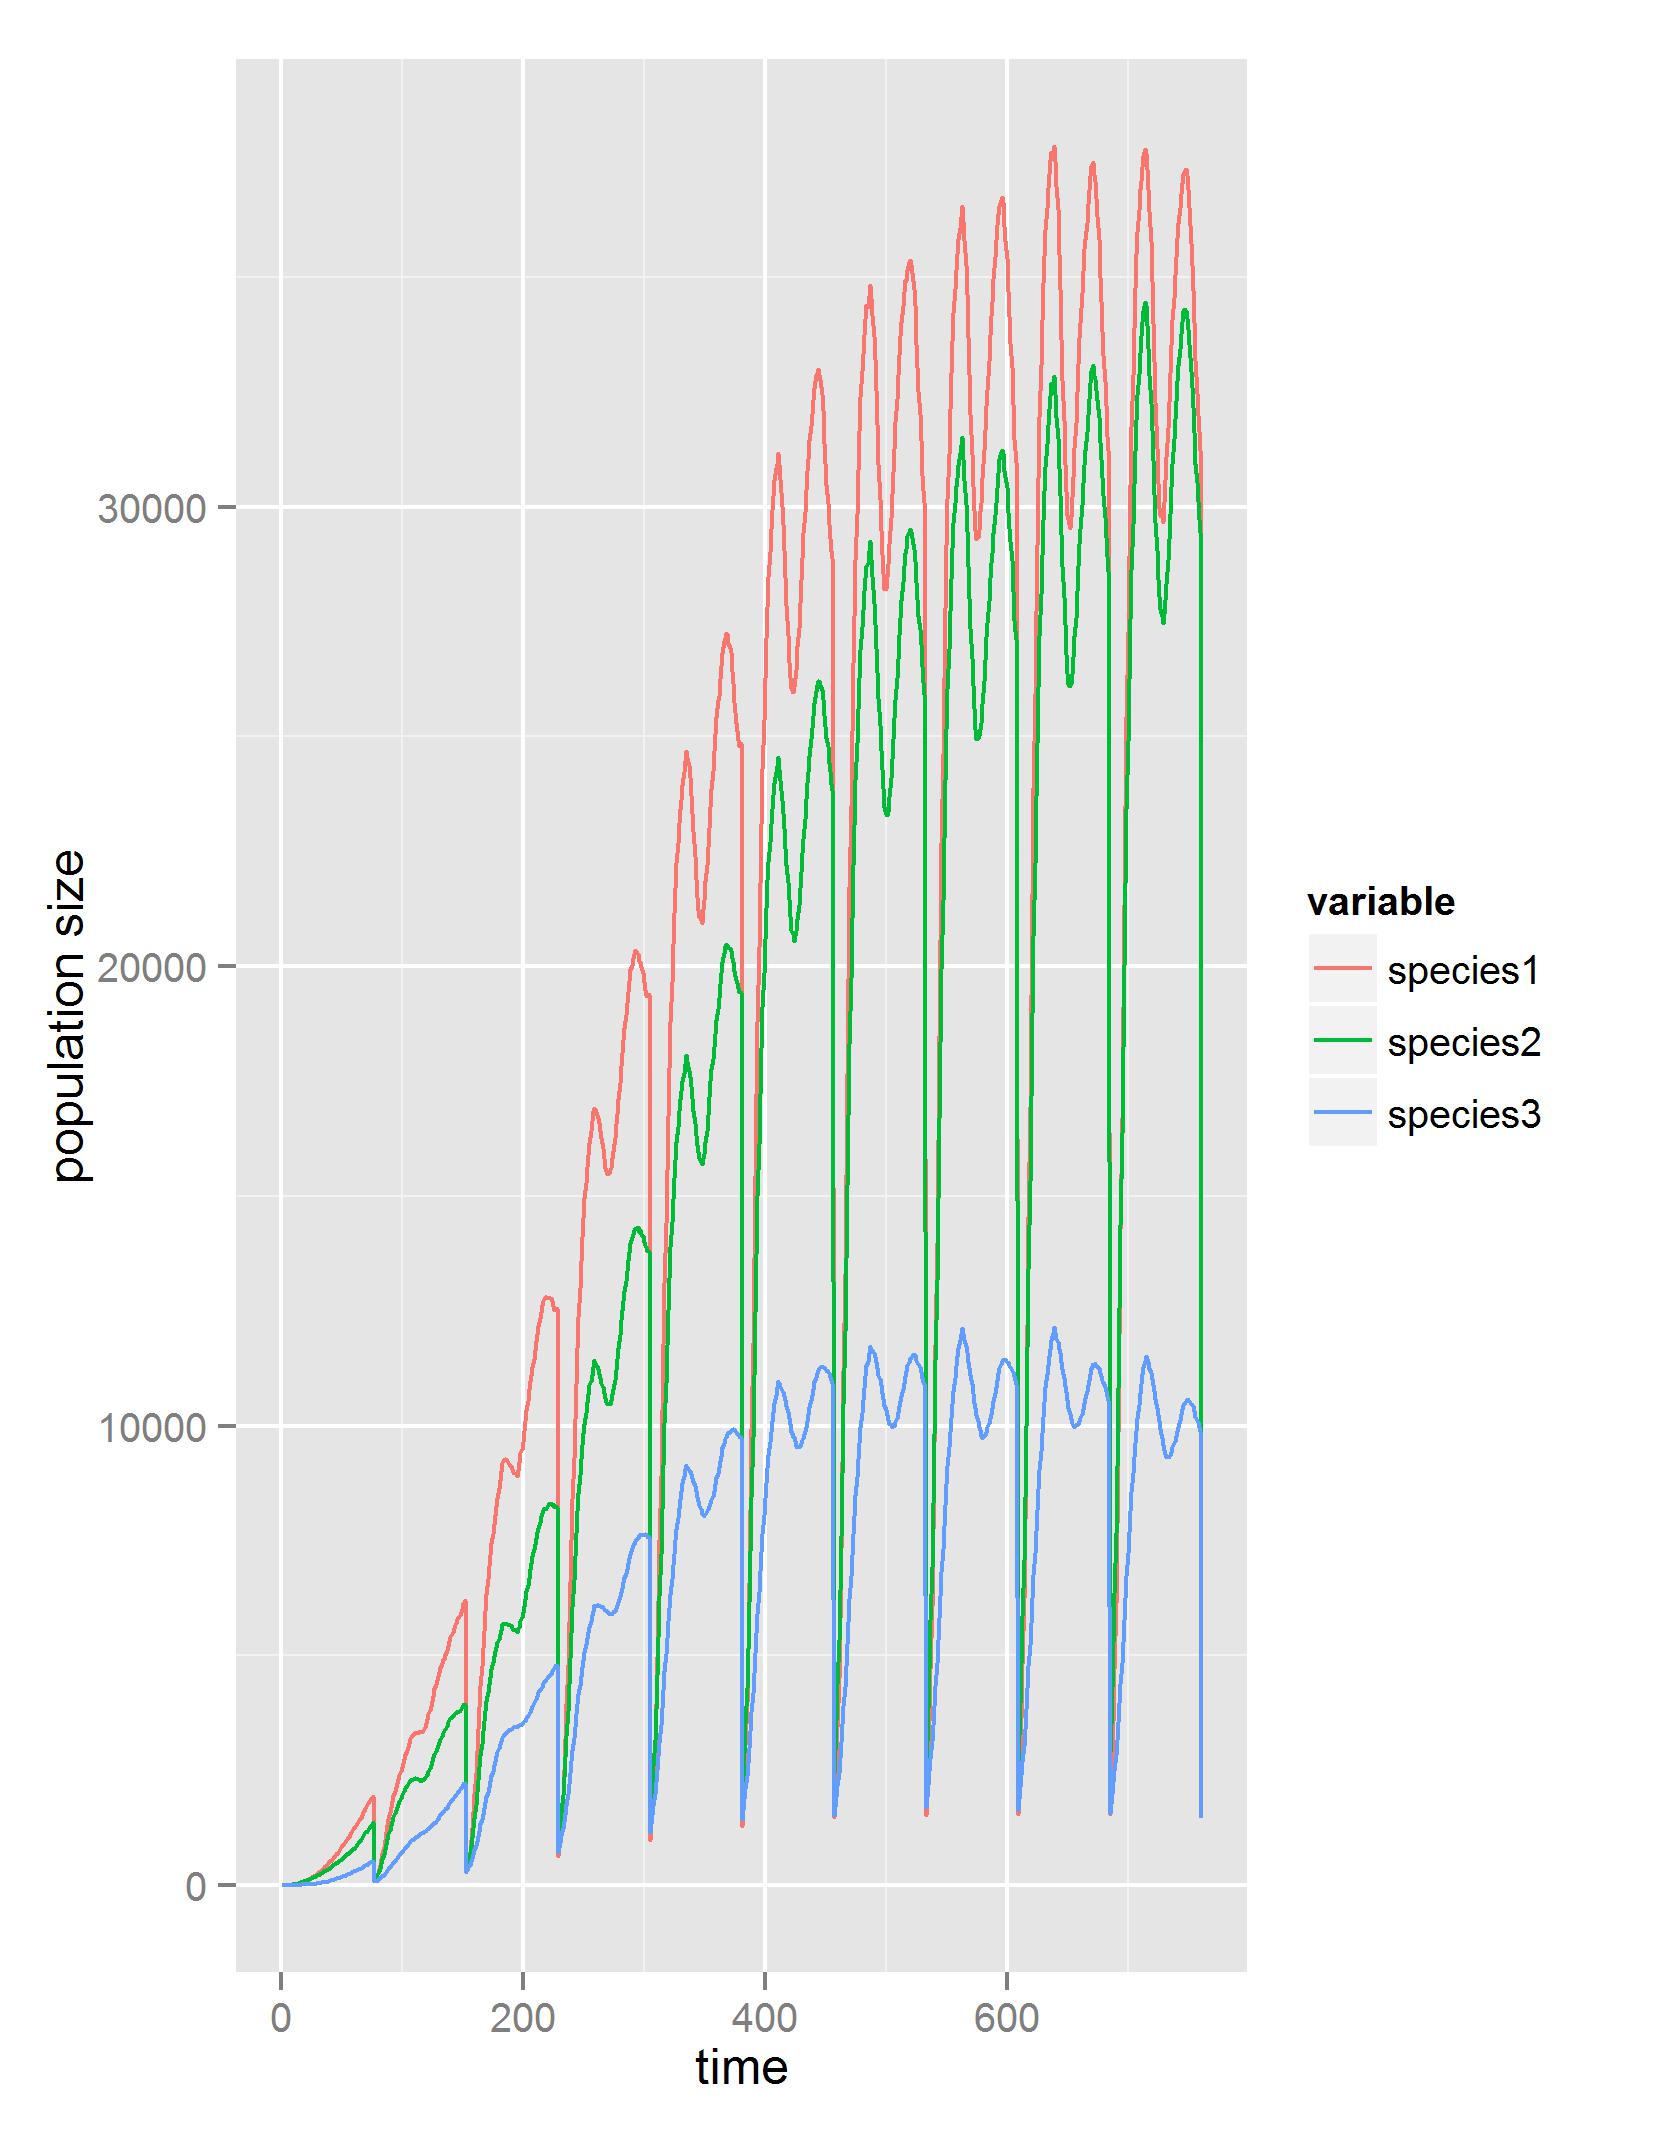 population size
30000
20000
10000
0
0 200 400 600
time
variable
species1
species2
species3